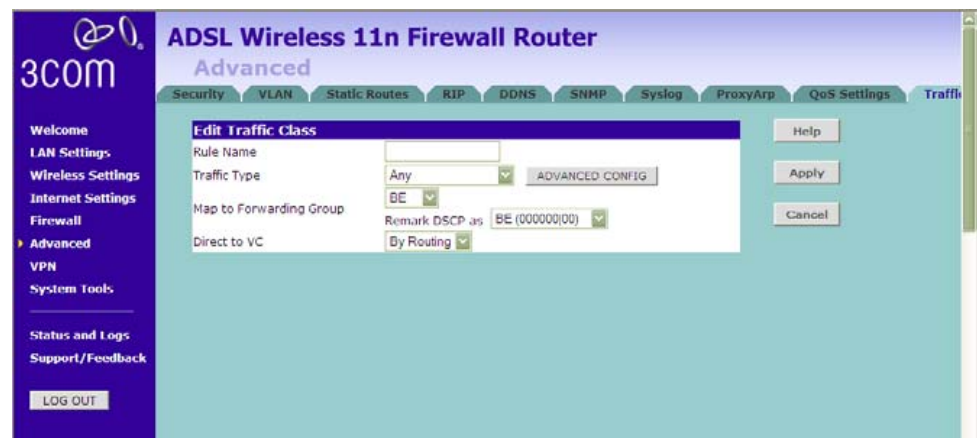 3COM
ADSL Wireless 11n Firewall Router
Advanced
Security VLAN Static Routes RIP DDNS SNMP Syslog ProxyArp QoS Settings Traffic
Welcome
LAN Settings
Wireless Settings
Internet Settings
Firewall
Advanced
VPN
System Tools
Status and Logs
Support/Feedback
LOG OUT
Edit Traffic Class
Rule Name
Traffic Type Any ADVANCED CONFIG
Map to Forwarding Group BE
Remark DSCP as BE (000000|00)
Direct to VC By Routing
Help
Apply
Cancel